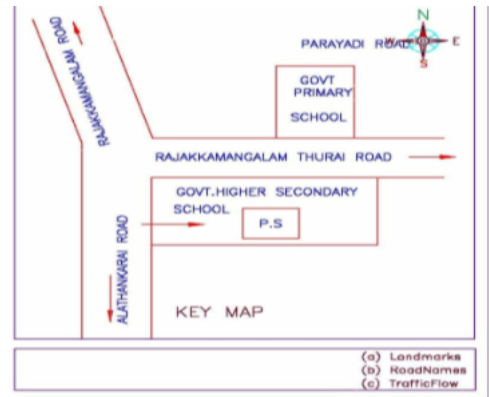 N
PARAYADI ROAD
W
E
S
RAJAKKAMANGALAM ROAD
GOVT
PRIMARY
SCHOOL
RAJAKKAMANGALAM THURAI ROAD
GOVT.HIGHER SECONDARY
SCHOOL
P.S
ALATHANKARAI ROAD
KEY MAP
(a) Landmarks
(b) RoadNames
(c) TrafficFlow